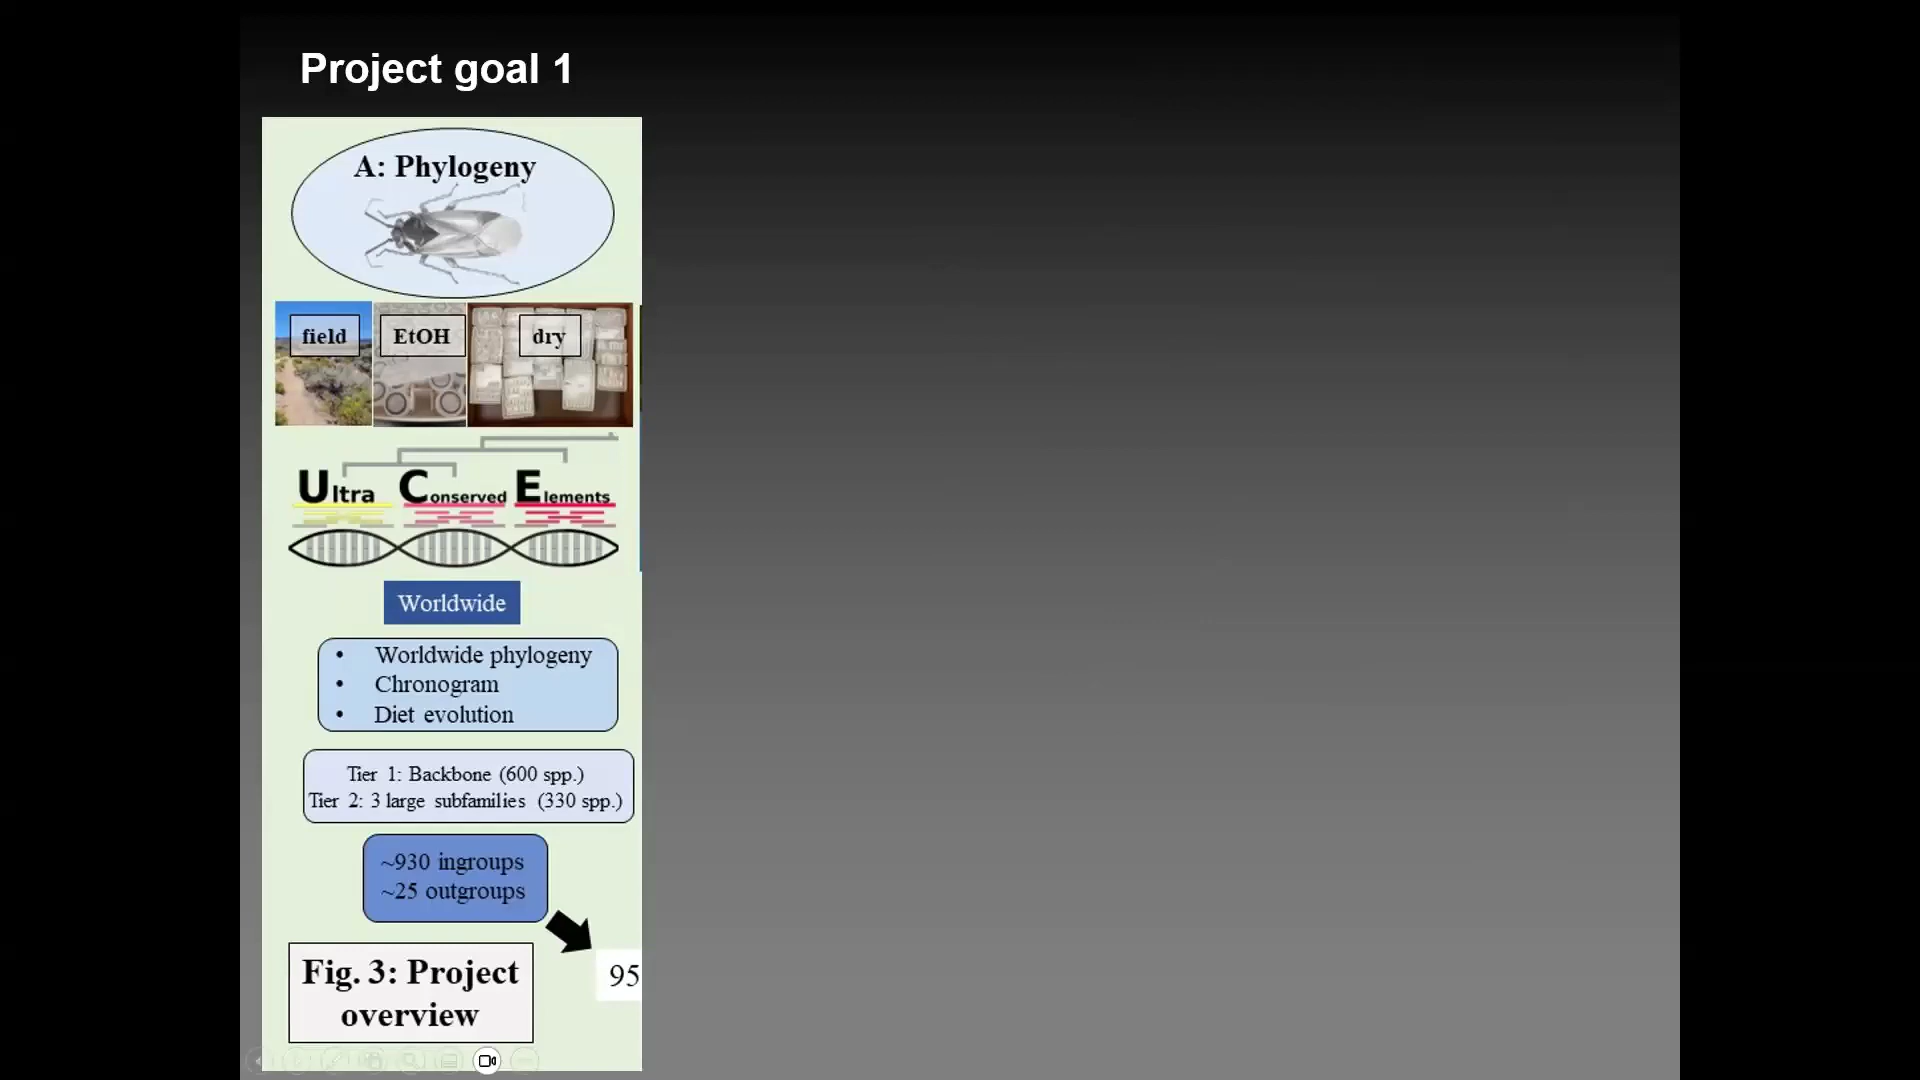 Project goal 1
A: Phylogeny
field EtOH dry
Ultra Conserved Elements
Worldwide
• Worldwide phylogeny
• Chronogram
• Diet evolution
Tier 1: Backbone (600 spp.)
Tier 2: 3 large subfamilies (330 spp.)
~930 ingroups
~25 outgroups
95
Fig. 3: Project
overview